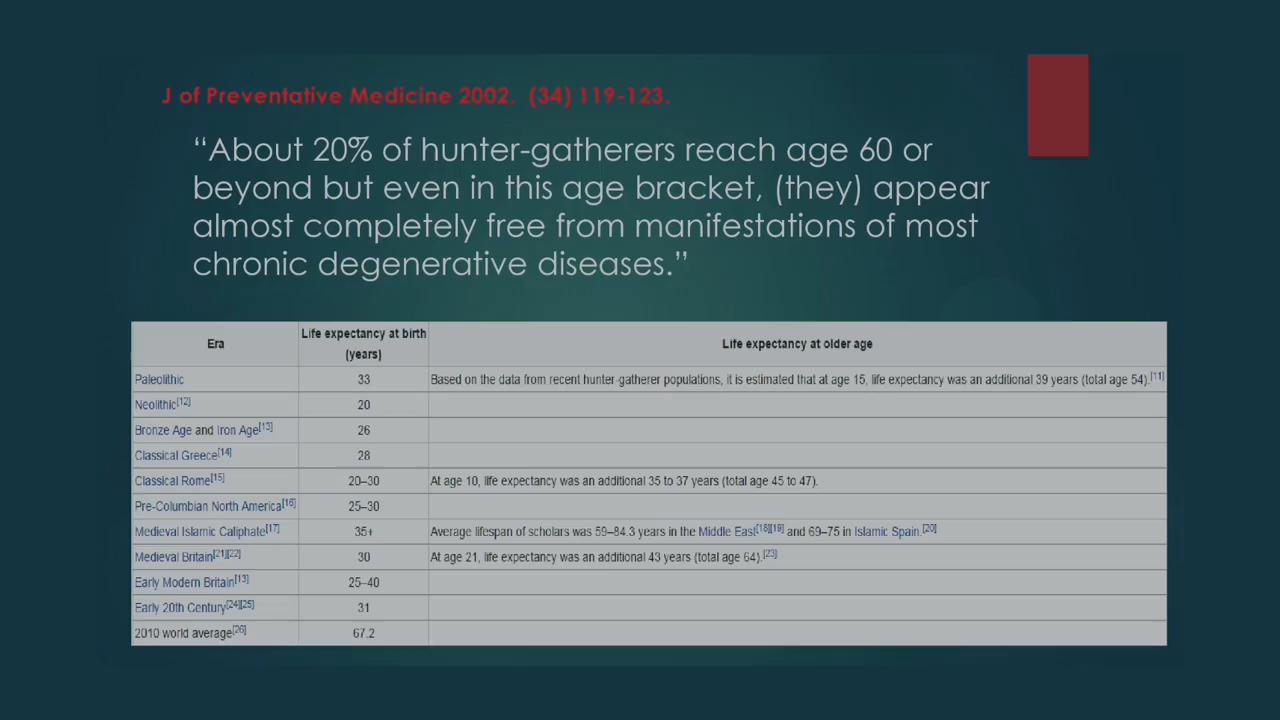 J of Preventative Medicine 2002. (34) 119-123.
“About 20% of hunter-gatherers reach age 60 or
beyond but even in this age bracket, (they) appear
almost completely free from manifestations of most
chronic degenerative diseases.”
Era Life expectancy at birth (years) Life expectancy at older age
Paleolithic 33 Based on the data from recent hunter-gatherer populations, it is estimated that at age 15, life expectancy was an additional 39 years (total age 54).[11]
Neolithic[12] 20
Bronze Age and Iron Age[13] 26
Classical Greece[14] 28
Classical Rome[15] 20–30 At age 10, life expectancy was an additional 35 to 37 years (total age 45 to 47).
Pre-Columbian North America[16] 25–30
Medieval Islamic Caliphate[17] 35+ Average lifespan of scholars was 59–84.3 years in the Middle East[18][19] and 69–75 in Islamic Spain.[20]
Medieval Britain[21][22] 30 At age 21, life expectancy was an additional 43 years (total age 64).[23]
Early Modern Britain[13] 25–40
Early 20th Century[24][25] 31
2010 world average[26] 67.2